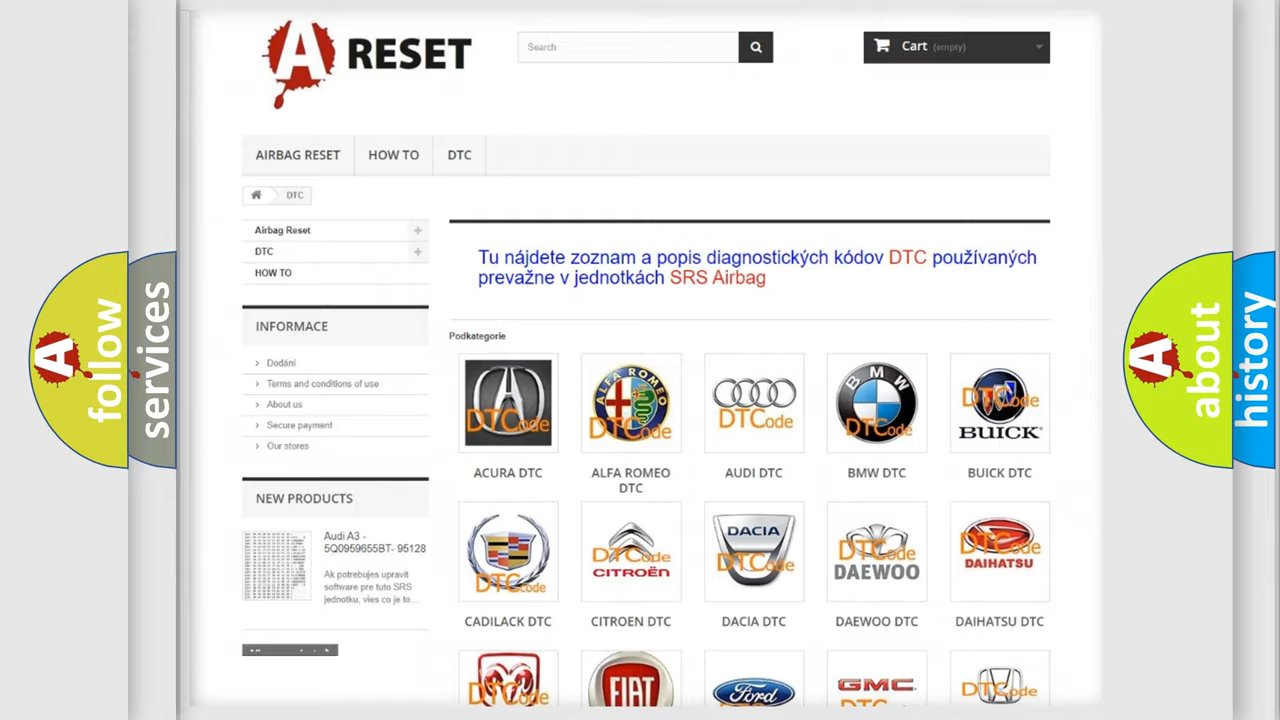 A RESET
Search
Cart (empty)
AIRBAG RESET
HOW TO
DTC
DTC
Airbag Reset
DTC
HOW TO
INFORMACE
Dodání
Terms and conditions of use
About us
Secure payment
Our stores
NEW PRODUCTS
Audi A3 -
5Q0959655BT- 95128
Ak potrebujes upravit
software pre tuto SRS
jednotku, vies co je to...
Tu nájdete zoznam a popis diagnostických kódov DTC používaných
prevažne v jednotkách SRS Airbag
Podkategorie
DTCode
ALFA ROMEO
DTCode
DTCode
BMW
DTCode
DTCode
BUICK
ACURA DTC
ALFA ROMEO
DTC
AUDI DTC
BMW DTC
BUICK DTC
DTCode
DTCode
CITROËN
DACIA
DTCode
DTCode
DAEWOO
DTCode
DAIHATSU
CADILACK DTC
CITROEN DTC
DACIA DTC
DAEWOO DTC
DAIHATSU DTC
DTCode
FIAT
Ford
GMC
DTCode
A follow
services
A about
history